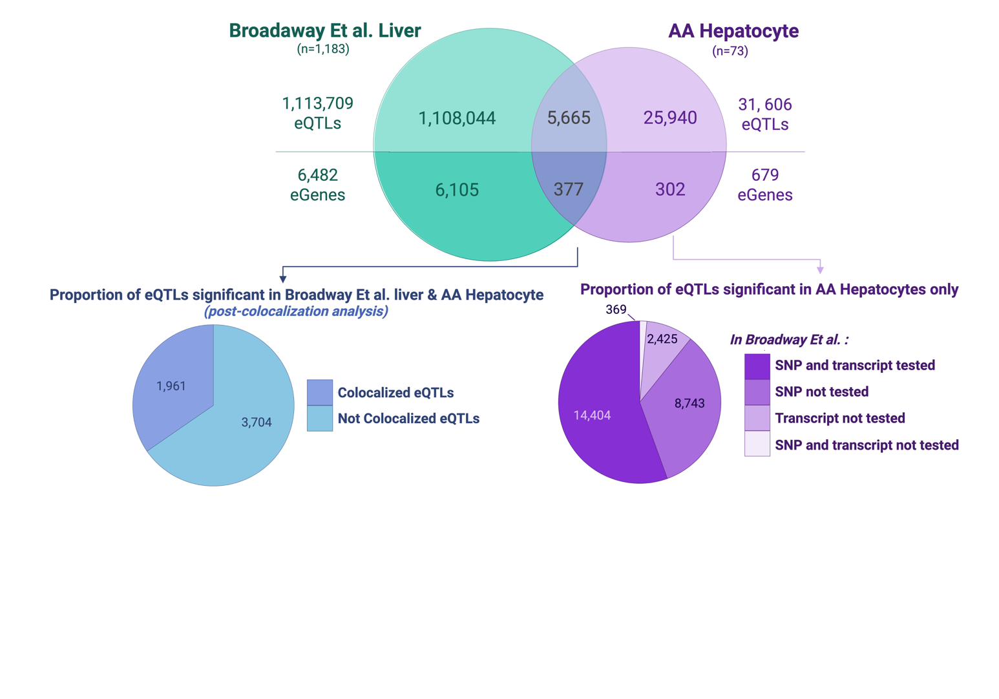 Broadaway Et al. Liver
(n=1,183)
AA Hepatocyte
(n=73)
1,113,709
eQTLs
1,108,044
5,665
25,940
31, 606
eQTLs
6,482
eGenes
6,105
377
302
679
eGenes
Proportion of eQTLs significant in Broadway Et al. liver & AA Hepatocyte
(post-colocalization analysis)
1,961
3,704
Colocalized eQTLs
Not Colocalized eQTLs
Proportion of eQTLs significant in AA Hepatocytes only
369
2,425
8,743
14,404
In Broadway Et al. :
SNP and transcript tested
SNP not tested
Transcript not tested
SNP and transcript not tested